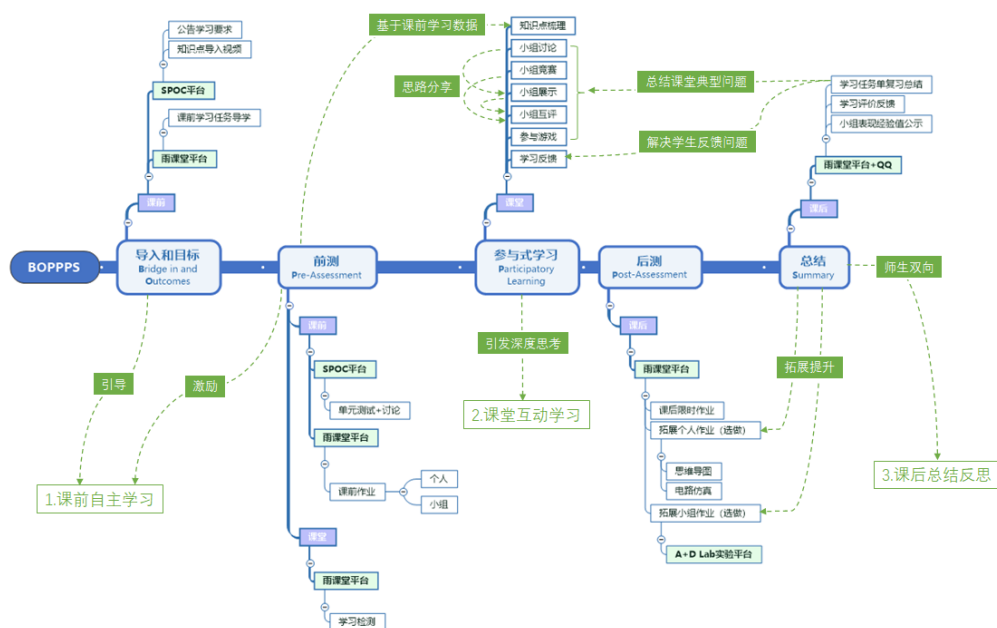 BOPPPS
导入和目标
Bridge in and
Outcomes
课前
SPOC平台
公告学习要求
知识点导入视频
雨课堂平台
课前学习任务导学
引导
激励
1.课前自主学习
前测
Pre-Assessment
课前
SPOC平台
单元测试+讨论
雨课堂平台
课前作业
个人
小组
课堂
雨课堂平台
学习检测
基于课前学习数据
参与式学习
Participatory
Learning
课堂
知识点梳理
小组讨论
小组竞赛
小组展示
小组互评
参与游戏
学习反馈
思路分享
总结课堂典型问题
解决学生反馈问题
引发深度思考
2.课堂互动学习
后测
Post-Assessment
课后
雨课堂平台
课后限时作业
拓展个人作业（选做）
思维导图
电路仿真
拓展小组作业（选做）
A+D Lab实验平台
总结
Summary
课后
雨课堂平台+QQ
学习任务单复习总结
学习评价反馈
小组表现经验值公示
拓展提升
师生双向
3.课后总结反思